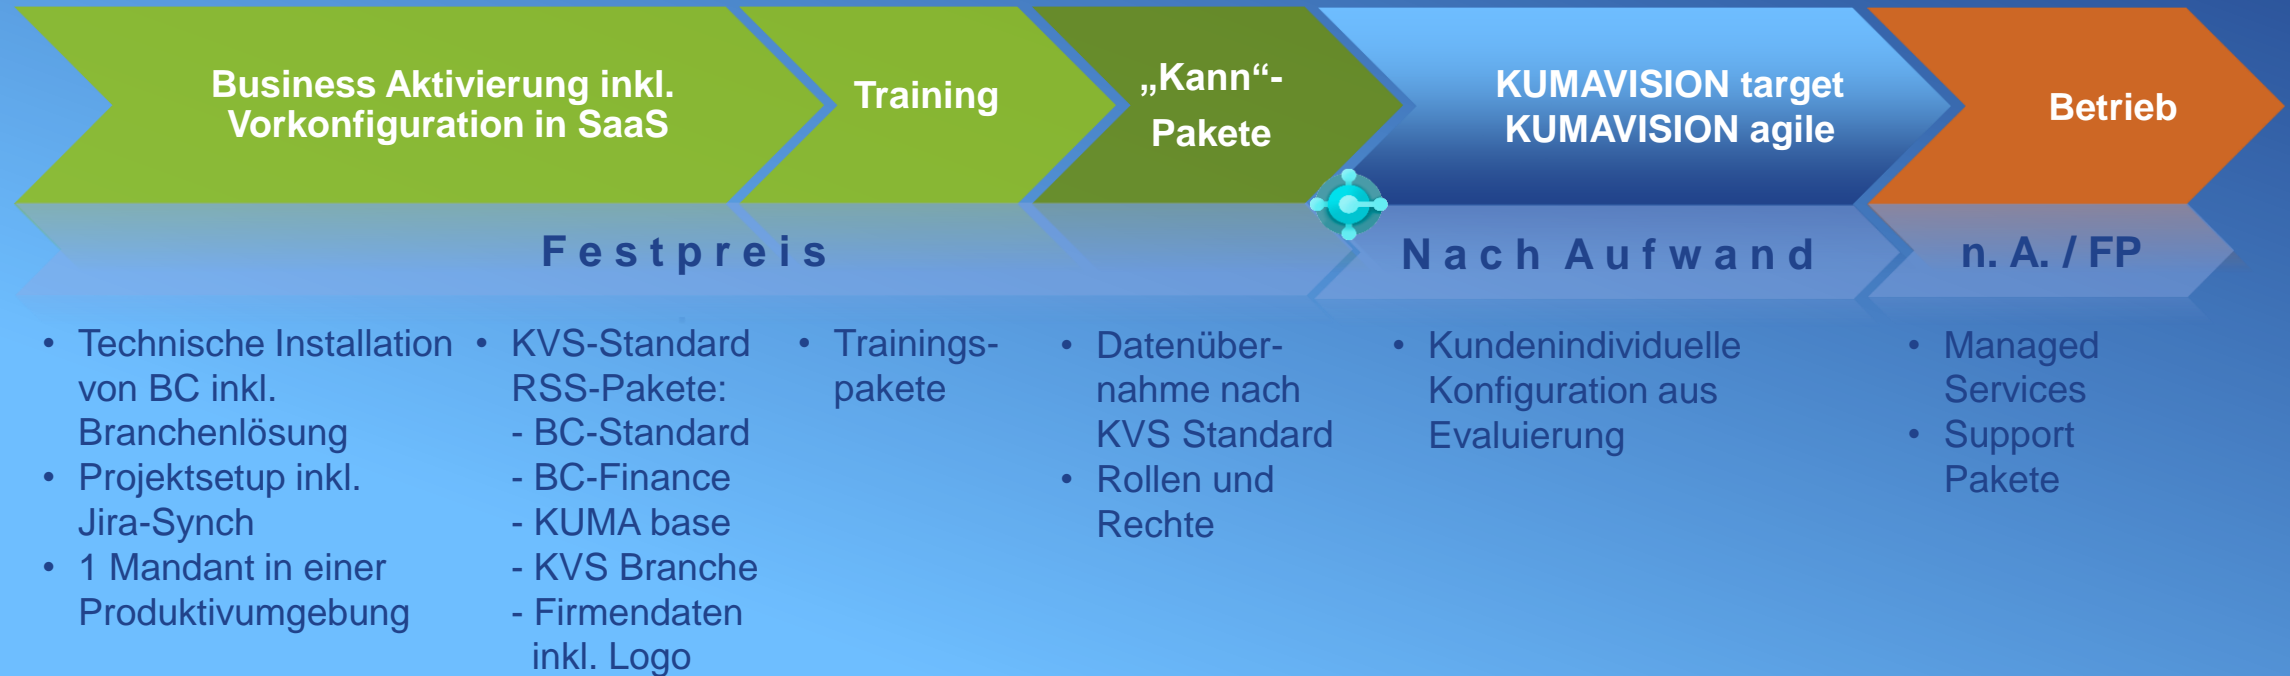 Business Aktivierung inkl.
Vorkonfiguration in SaaS
Training
„Kann“-
Pakete
KUMAVISION target
KUMAVISION agile
Betrieb
Festpreis
Nach Aufwand
n. A. / FP
• Technische Installation
von BC inkl.
Branchenlösung
• Projektsetup inkl.
Jira-Synch
• 1 Mandant in einer
Produktivumgebung
• KVS-Standard
RSS-Pakete:
- BC-Standard
- BC-Finance
- KUMA base
- KVS Branche
- Firmendaten
inkl. Logo
• Trainings-
pakete
• Datenüber-
nahme nach
KVS Standard
• Rollen und
Rechte
• Kundenindividuelle
Konfiguration aus
Evaluierung
• Managed
Services
• Support
Pakete